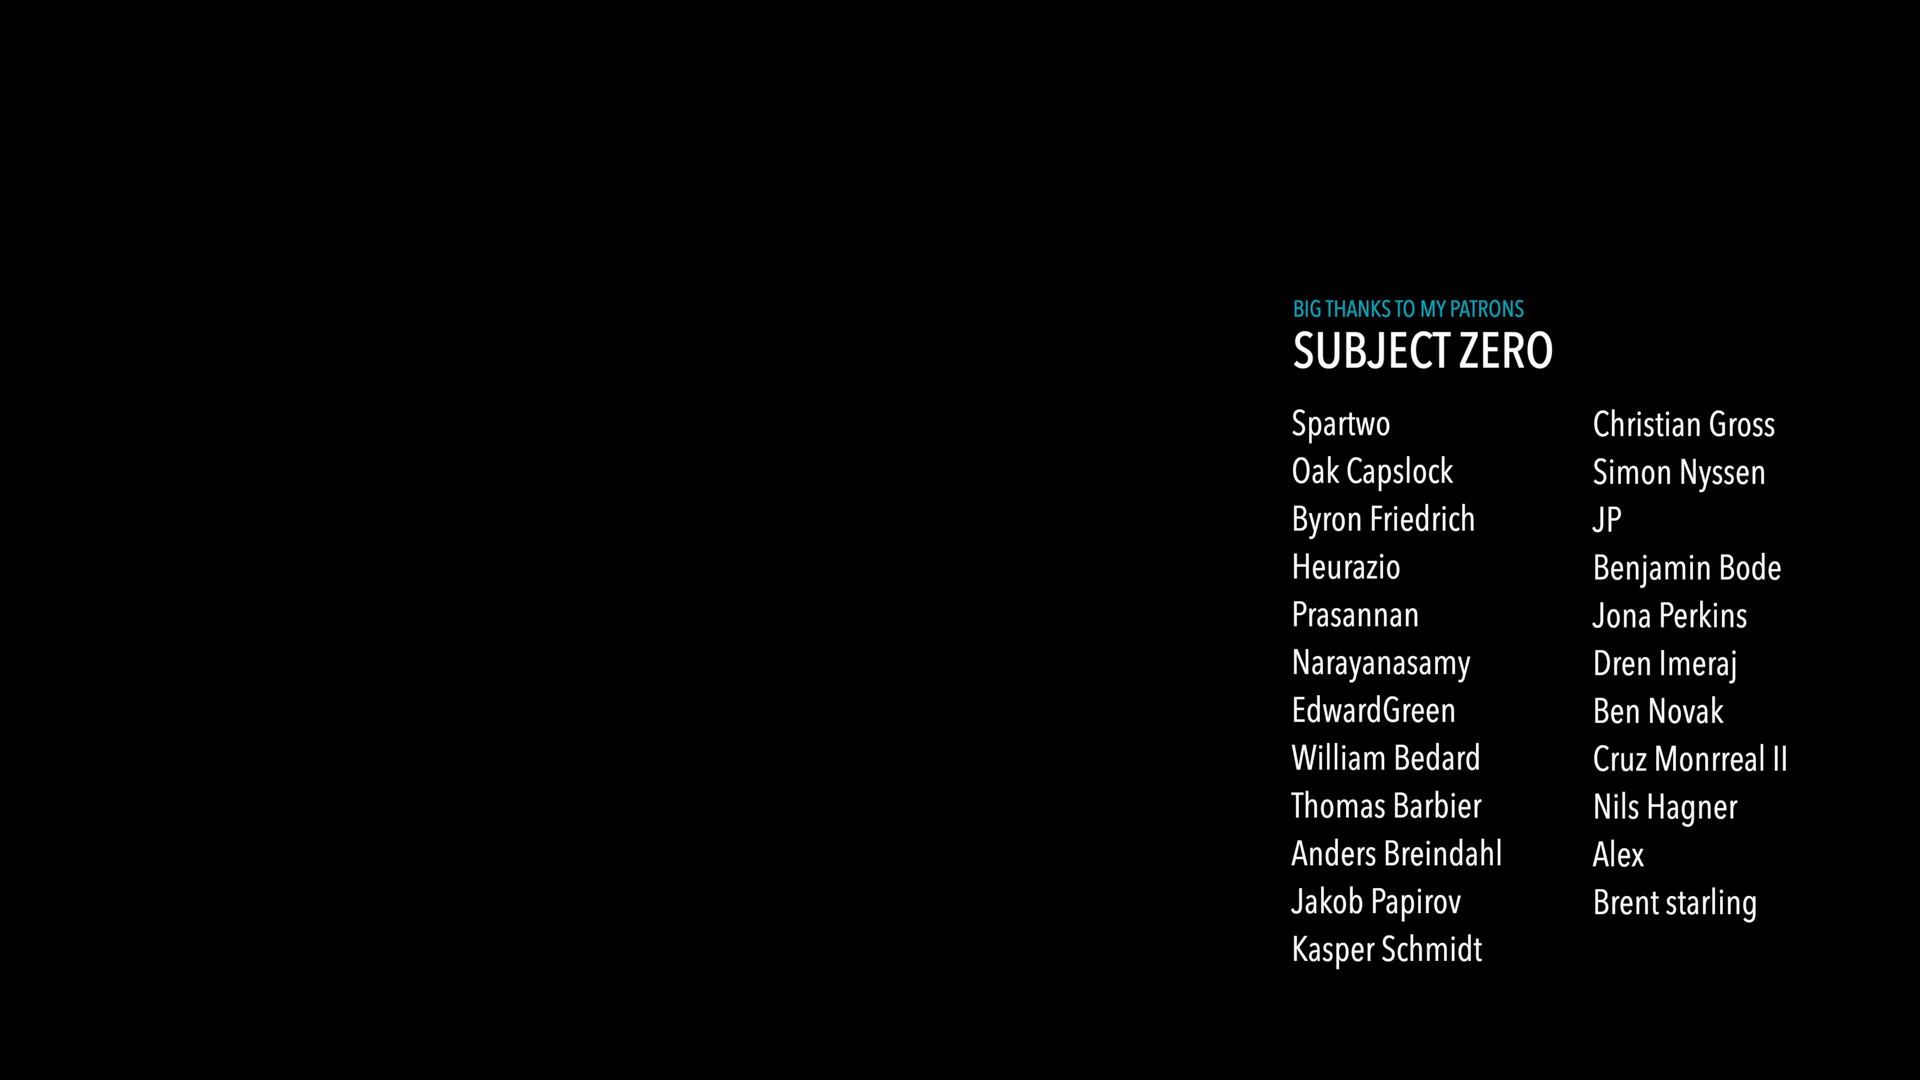 BIG THANKS TO MY PATRONS
SUBJECT ZERO
Spartwo
Oak Capslock
Byron Friedrich
Heurazio
Prasannan
Narayanasamy
EdwardGreen
William Bedard
Thomas Barbier
Anders Breindahl
Jakob Papirov
Kasper Schmidt
Christian Gross
Simon Nyssen
JP
Benjamin Bode
Jona Perkins
Dren Imeraj
Ben Novak
Cruz Monrreal II
Nils Hagner
Alex
Brent starling